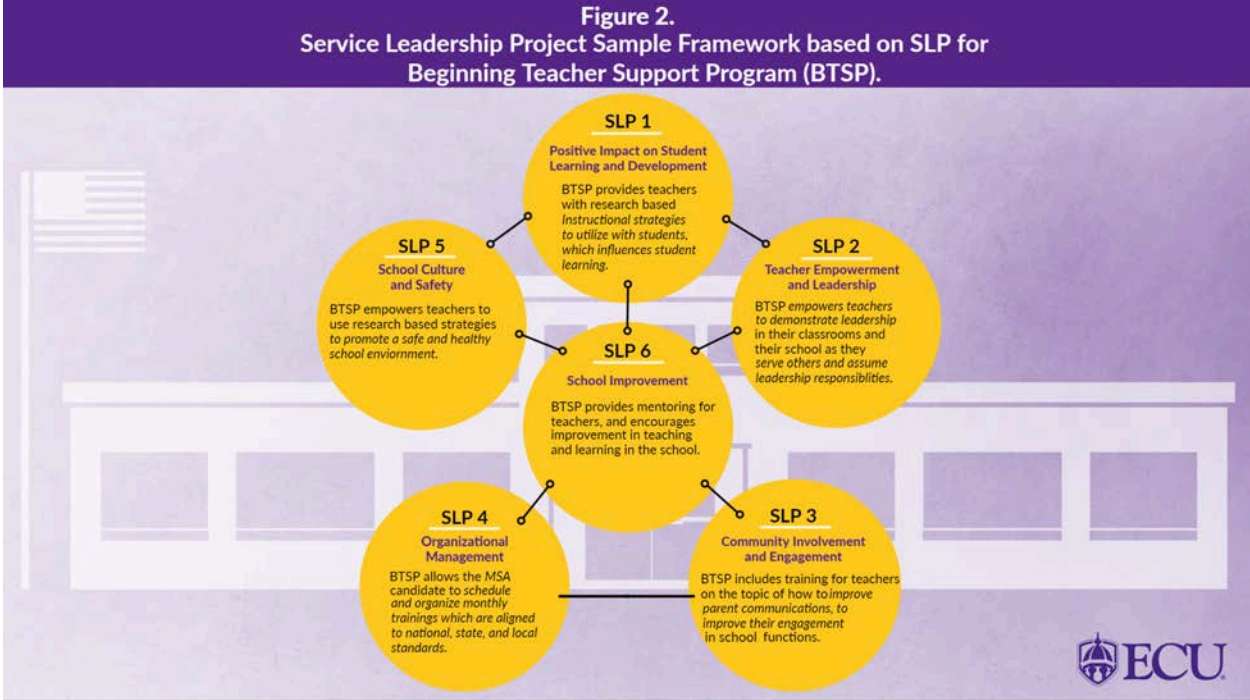 Figure 2.
Service Leadership Project Sample Framework based on SLP for
Beginning Teacher Support Program (BTSP).
SLP 1
Positive Impact on Student
Learning and Development
BTSP provides teachers
with research based
Instructional strategies
to utilize with students,
which influences student
learning.
SLP 2
Teacher Empowerment
and Leadership
BTSP empowers teachers
to demonstrate leadership
in their classrooms and
their school as they
serve others and assume
leadership responsiblities.
SLP 3
Community Involvement
and Engagement
BTSP includes training for teachers
on the topic of how to improve
parent communications, to
improve their engagement
in school functions.
SLP 4
Organizational
Management
BTSP allows the MSA
candidate to schedule
and organize monthly
trainings which are aligned
to national, state, and local
standards.
SLP 5
School Culture
and Safety
BTSP empowers teachers to
use research based strategies
to promote a safe and healthy
school enviornment.
SLP 6
School Improvement
BTSP provides mentoring for
teachers, and encourages
improvement in teaching
and learning in the school.
ECU